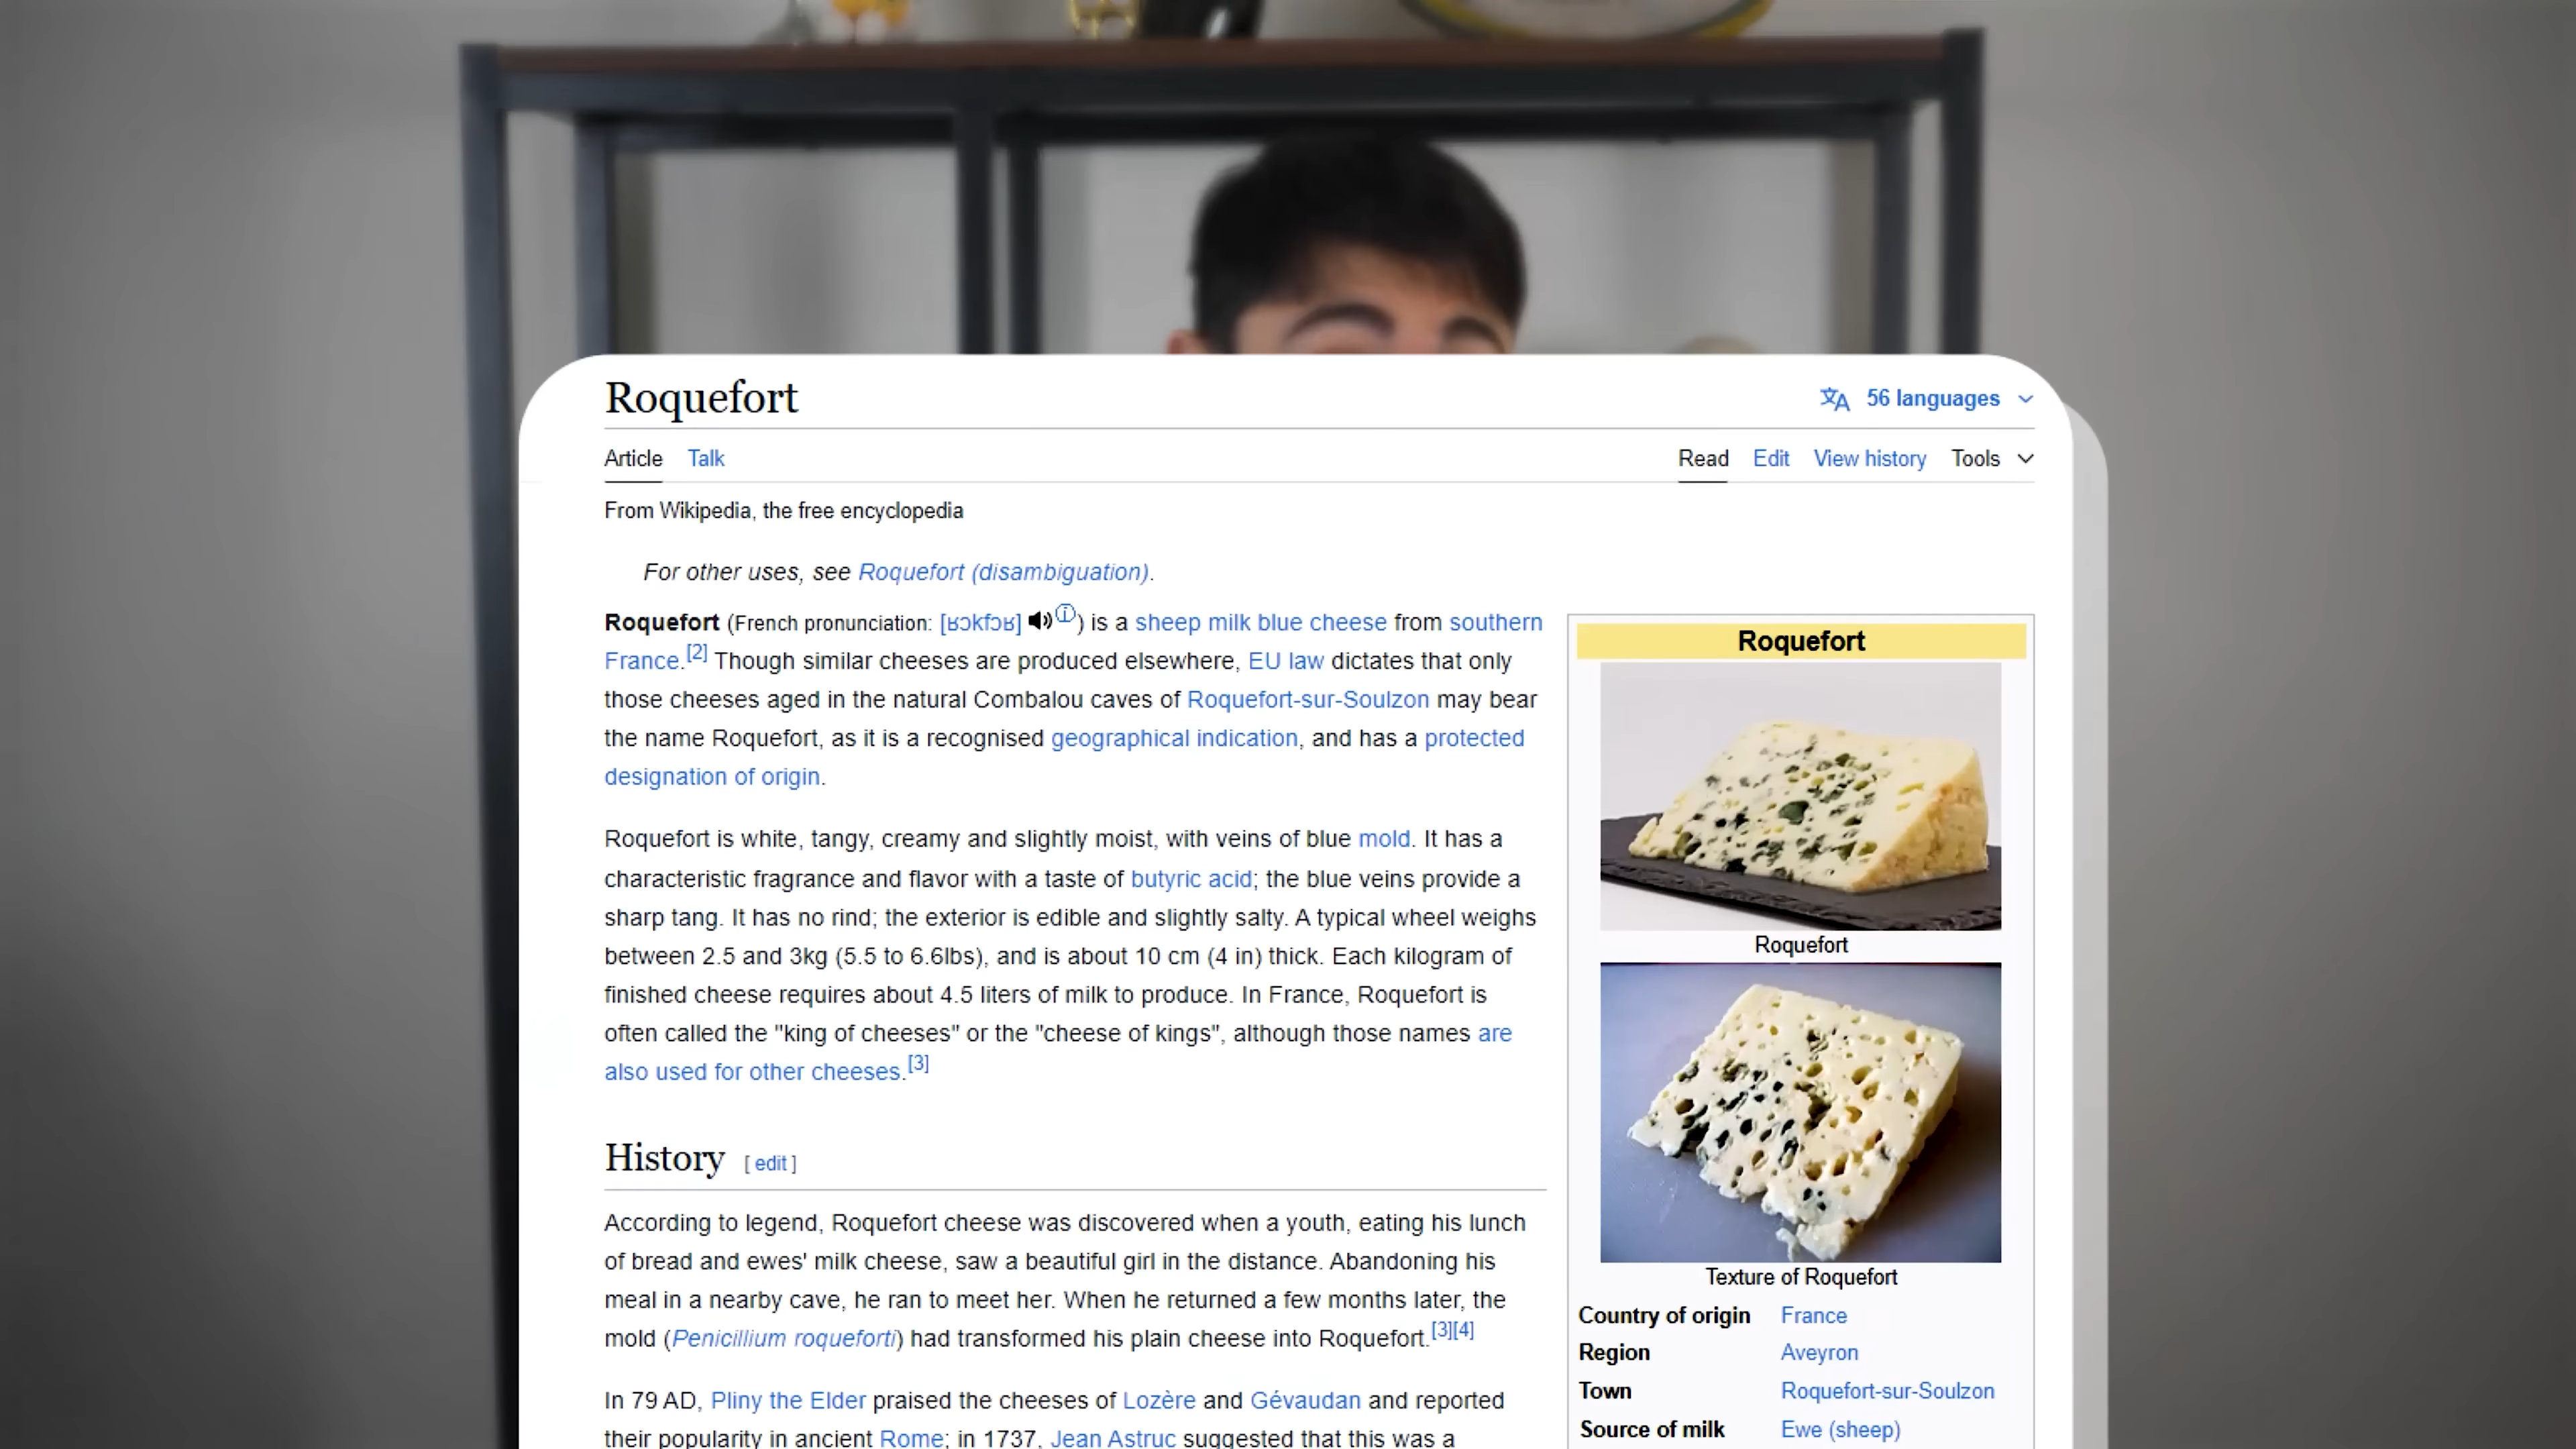 Roquefort
56 languages
Article Talk Read Edit View history Tools
From Wikipedia, the free encyclopedia
For other uses, see Roquefort (disambiguation).
Roquefort (French pronunciation: [ʁɔkfɔʁ] ) is a sheep milk blue cheese from southern
France.[2] Though similar cheeses are produced elsewhere, EU law dictates that only
those cheeses aged in the natural Combalou caves of Roquefort-sur-Soulzon may bear
the name Roquefort, as it is a recognised geographical indication, and has a protected
designation of origin.
Roquefort is white, tangy, creamy and slightly moist, with veins of blue mold. It has a
characteristic fragrance and flavor with a taste of butyric acid; the blue veins provide a
sharp tang. It has no rind; the exterior is edible and slightly salty. A typical wheel weighs
between 2.5 and 3kg (5.5 to 6.6lbs), and is about 10 cm (4 in) thick. Each kilogram of
finished cheese requires about 4.5 liters of milk to produce. In France, Roquefort is
often called the "king of cheeses" or the "cheese of kings", although those names are
also used for other cheeses.[3]
History [ edit ]
According to legend, Roquefort cheese was discovered when a youth, eating his lunch
of bread and ewes' milk cheese, saw a beautiful girl in the distance. Abandoning his
meal in a nearby cave, he ran to meet her. When he returned a few months later, the
mold (Penicillium roqueforti) had transformed his plain cheese into Roquefort.[3][4]
In 79 AD, Pliny the Elder praised the cheeses of Lozère and Gévaudan and reported
their popularity in ancient Rome; in 1737, Jean Astruc suggested that this was a
Roquefort
Roquefort
Texture of Roquefort
Country of origin France
Region Aveyron
Town Roquefort-sur-Soulzon
Source of milk Ewe (sheep)